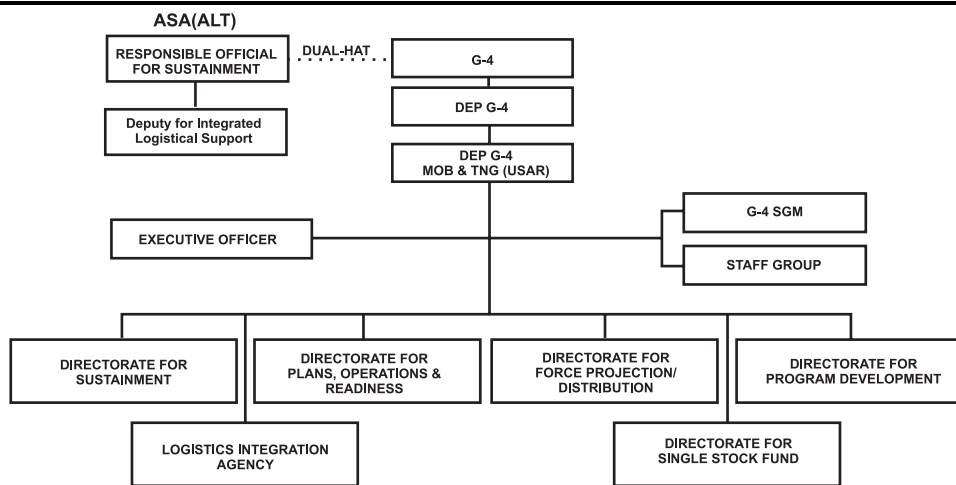 ASA(ALT)
RESPONSIBLE OFFICIAL
FOR SUSTAINMENT
DUAL-HAT
G-4
Deputy for Integrated
Logistical Support
DEP G-4
DEP G-4
MOB & TNG (USAR)
EXECUTIVE OFFICER
G-4 SGM
STAFF GROUP
DIRECTORATE FOR
SUSTAINMENT
DIRECTORATE FOR
PLANS, OPERATIONS &
READINESS
DIRECTORATE FOR
FORCE PROJECTION/
DISTRIBUTION
DIRECTORATE FOR
PROGRAM DEVELOPMENT
LOGISTICS INTEGRATION
AGENCY
DIRECTORATE FOR
SINGLE STOCK FUND